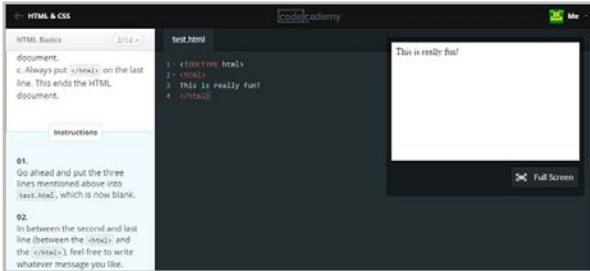 ← HTML & CSS
codecademy
Me
HTML Basics
2/14
test.html
document.
c. Always put </html> on the last
line. This ends the HTML
document.
Instructions
01.
Go ahead and put the three
lines mentioned above into
test.html, which is now blank.
02.
In between the second and last
line (between the <html> and
the </html>), feel free to write
whatever message you like.
1 <!DOCTYPE html>
2 <html>
3 This is really fun!
4 </html>
This is really fun!
Full Screen